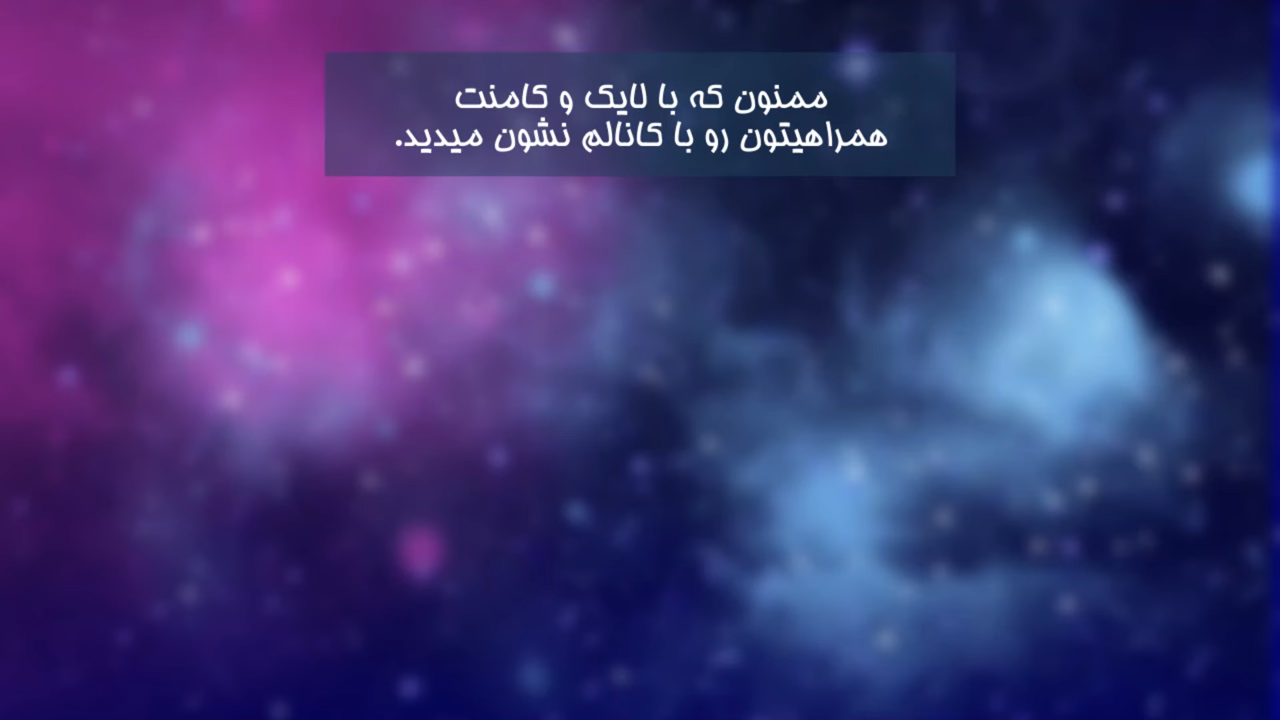 ممنون که با لایک و کامنت
همراهیتون رو با کانالم نشون میدید.